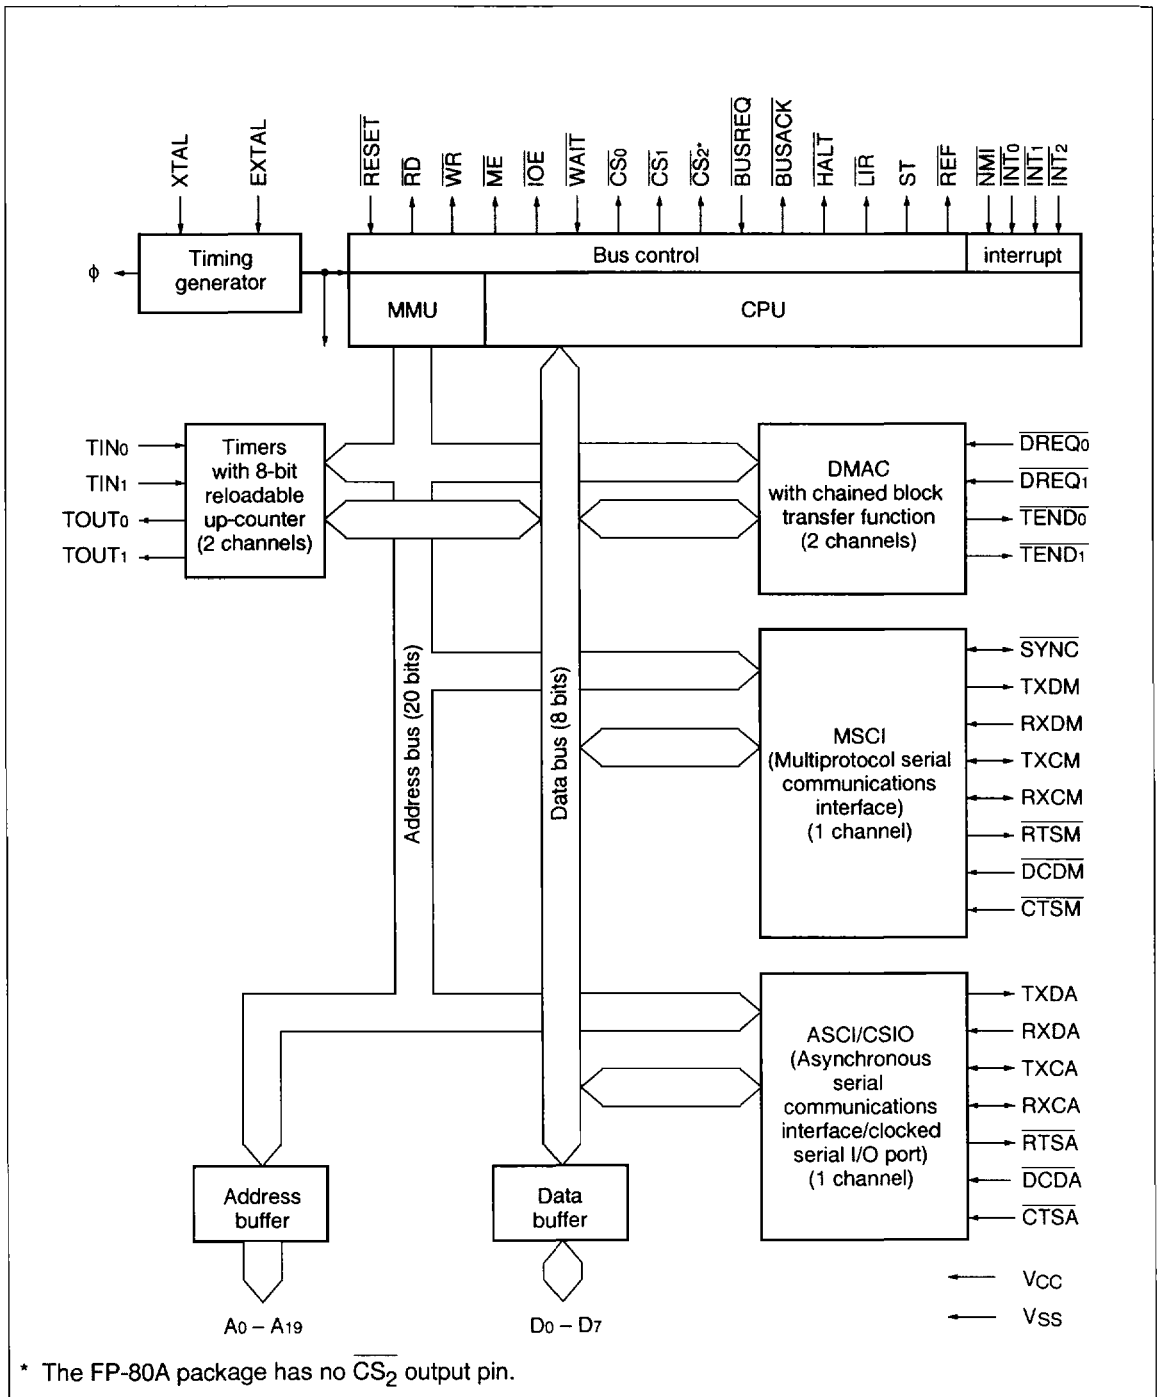 XTAL
EXTAL
RESET
RD
WR
ME
IOE
WAIT
CS0
CS1
CS2*
BUSREQ
BUSACK
HALT
LIR
ST
REF
NMI
INT0
INT1
INT2
ϕ
Timing
generator
Bus control
interrupt
MMU
CPU
TIN0
TIN1
TOUT0
TOUT1
Timers
with 8-bit
reloadable
up-counter
(2 channels)
DMAC
with chained block
transfer function
(2 channels)
DREQ0
DREQ1
TEND0
TEND1
Address bus (20 bits)
Data bus (8 bits)
MSCI
(Multiprotocol serial
communications
interface)
(1 channel)
SYNC
TXDM
RXDM
TXCM
RXCM
RTSM
DCDM
CTSM
ASCI/CSIO
(Asynchronous
serial
communications
interface/clocked
serial I/O port)
(1 channel)
TXDA
RXDA
TXCA
RXCA
RTSA
DCDA
CTSA
Address
buffer
Data
buffer
A0 – A19
D0 – D7
VCC
VSS
* The FP-80A package has no CS2 output pin.